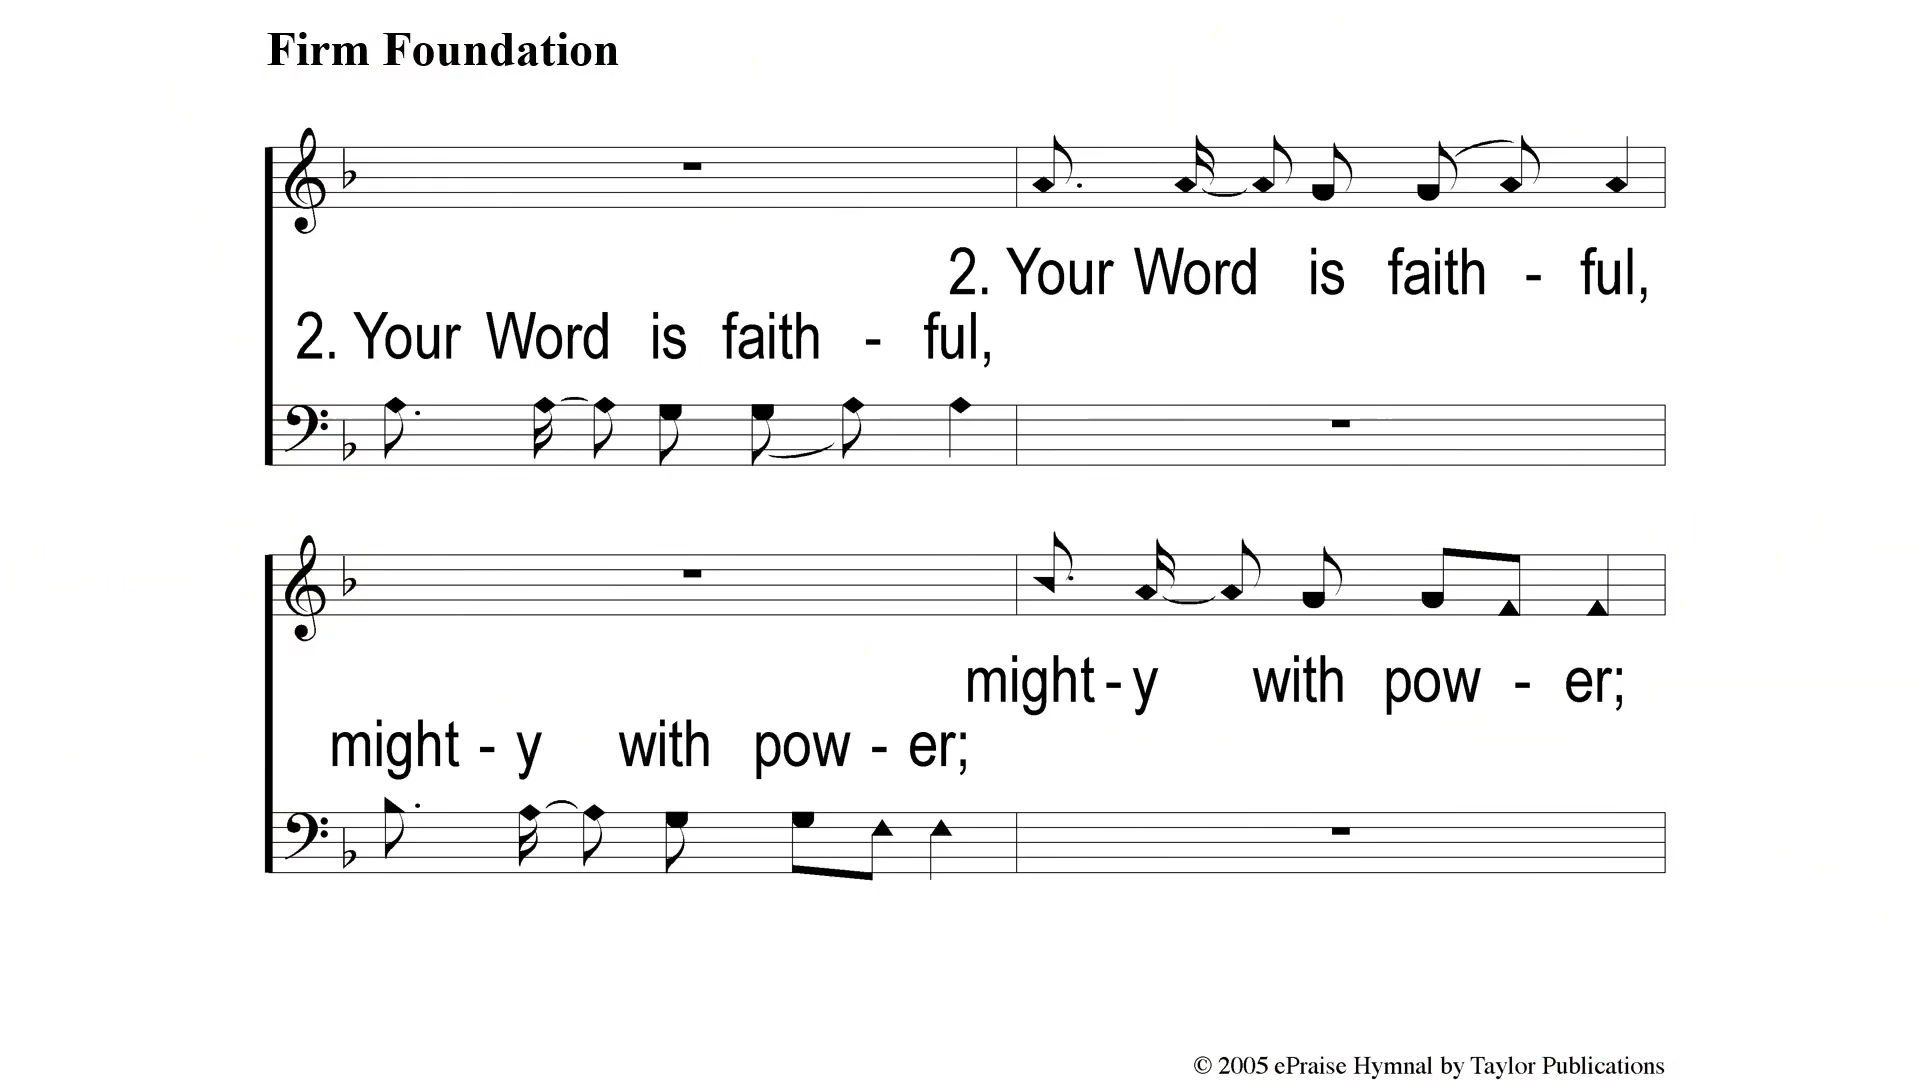 Firm Foundation
2. Your Word is faith - ful,
2. Your Word is faith - ful,
might - y with pow - er;
might - y with pow - er;
© 2005 ePraise Hymnal by Taylor Publications